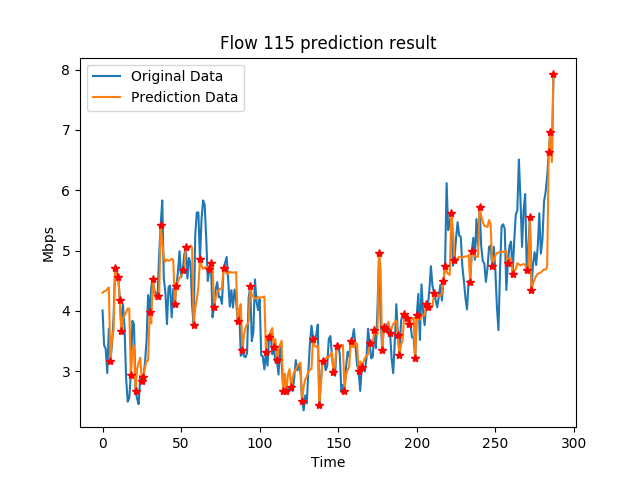 Flow 115 prediction result
Original Data
Prediction Data
8
7
6
5
4
3
Mbps
0 50 100 150 200 250 300
Time